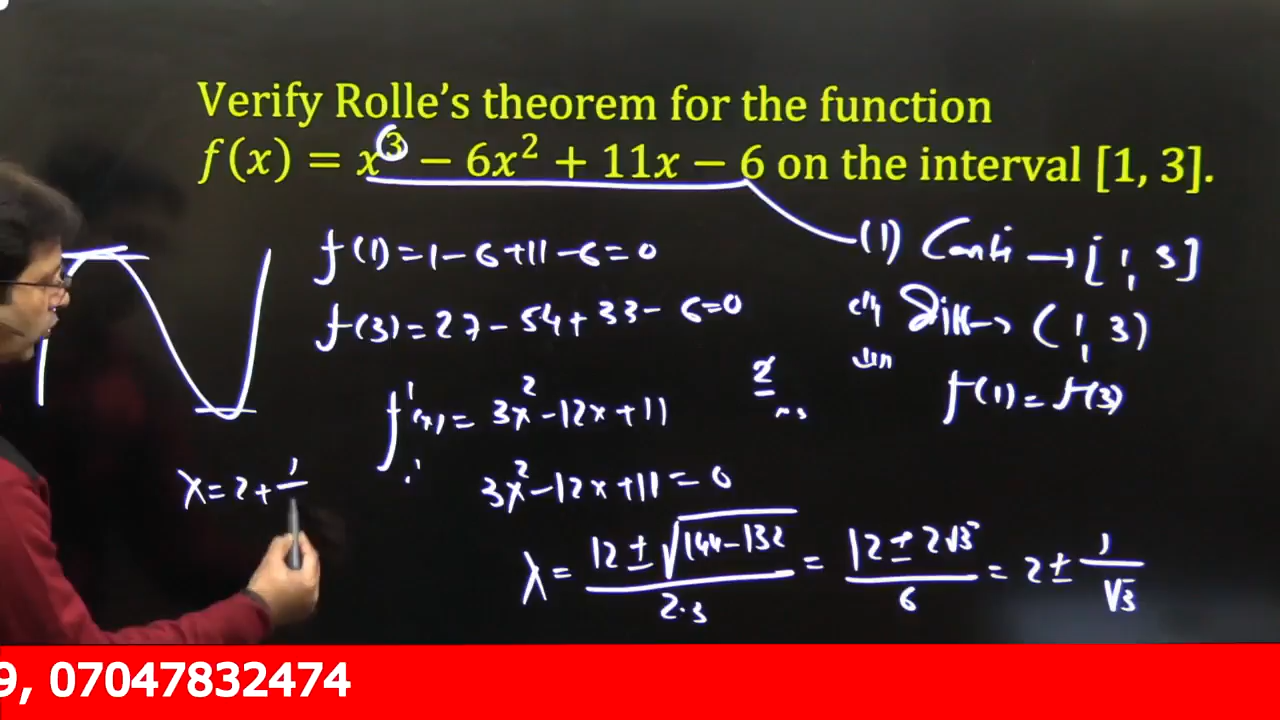 Verify Rolle's theorem for the function
f(x) = x³ − 6x² + 11x − 6 on the interval [1, 3].
f(1) = 1 − 6 + 11 − 6 = 0
(1) Conti → [1, 3]
f(3) = 27 − 54 + 33 − 6 = 0
(ii) Diff → (1, 3)
(iii) f(1) = f(3)
f'(x) = 3x² − 12x + 11
2
∴ 3x² − 12x + 11 = 0
x = 2 + 1/
x = 12 ± √144 − 132 / 2·3 = 12 ± 2√3 / 6 = 2 ± 1/√3
9, 07047832474